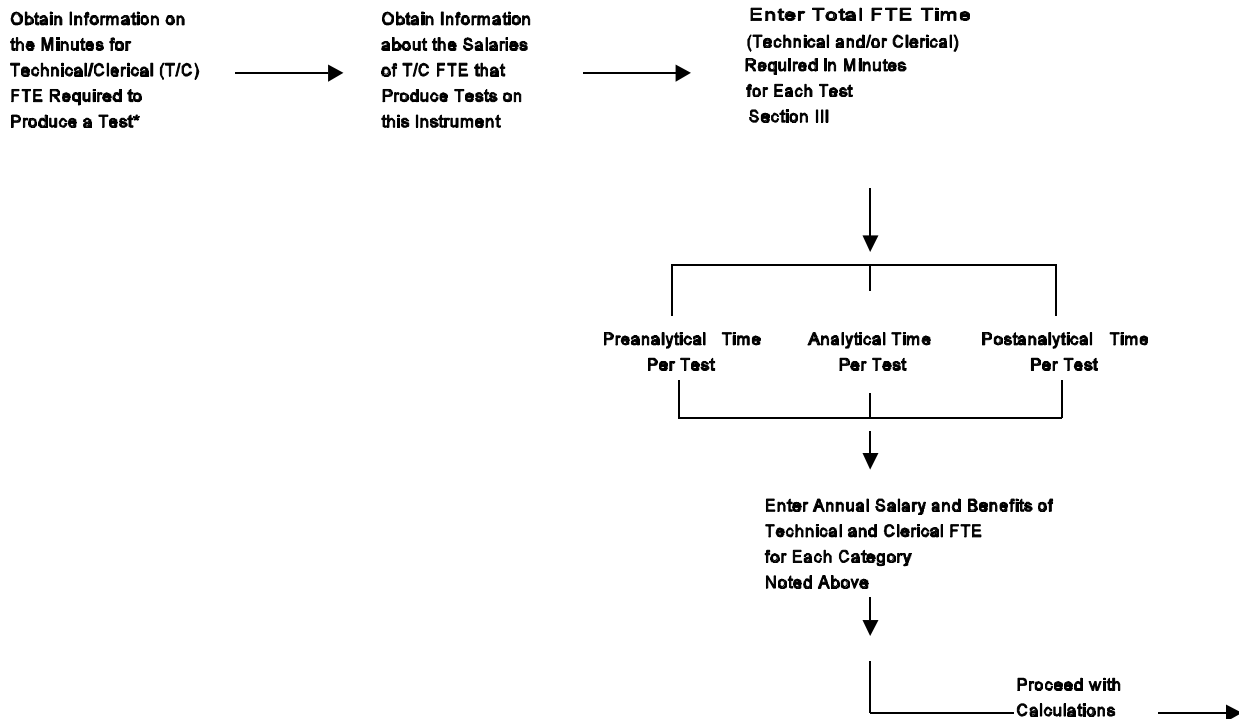 Obtain Information on
the Minutes for
Technical/Clerical (T/C)
FTE Required to
Produce a Test*
Obtain Information
about the Salaries
of T/C FTE that
Produce Tests on
this Instrument
Enter Total FTE Time
(Technical and/or Clerical)
Required in Minutes
for Each Test
Section III
Preanalytical Time
Per Test
Analytical Time
Per Test
Postanalytical Time
Per Test
Enter Annual Salary and Benefits of
Technical and Clerical FTE
for Each Category
Noted Above
Proceed with
Calculations